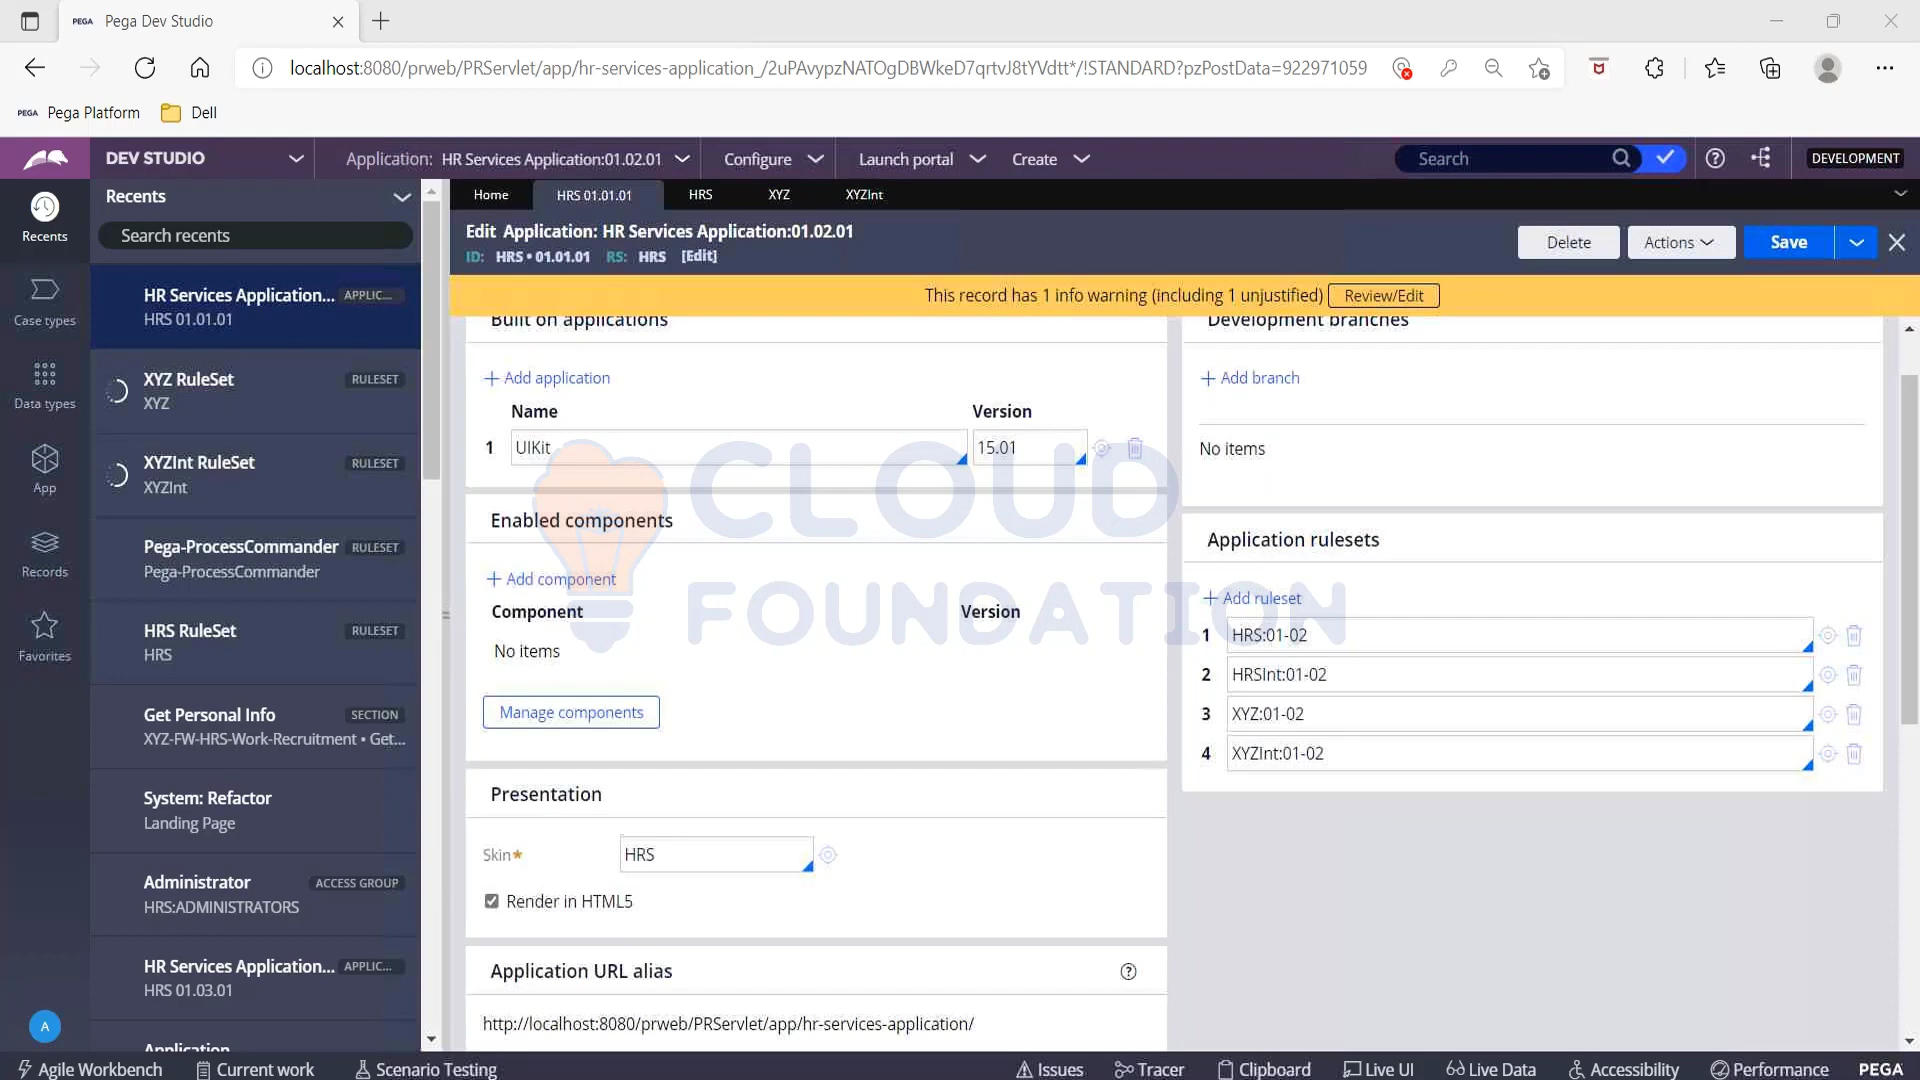 PEGA Pega Dev Studio
localhost:8080/prweb/PRServlet/app/hr-services-application_/2uPAvypzNATOgDBWkeD7qrtvJ8tYVdtt*/!STANDARD?pzPostData=922971059
PEGA Pega Platform Dell
DEV STUDIO Application: HR Services Application:01.02.01 Configure Launch portal Create Search DEVELOPMENT
Recents
Search recents
Recents
Case types
Data types
App
Records
Favorites
A
HR Services Application... APPLIC...
HRS 01.01.01
XYZ RuleSet RULESET
XYZ
XYZInt RuleSet RULESET
XYZInt
Pega-ProcessCommander RULESET
Pega-ProcessCommander
HRS RuleSet RULESET
HRS
Get Personal Info SECTION
XYZ-FW-HRS-Work-Recruitment • Get...
System: Refactor
Landing Page
Administrator ACCESS GROUP
HRS:ADMINISTRATORS
HR Services Application... APPLIC...
HRS 01.03.01
Application
Home HRS 01.01.01 HRS XYZ XYZInt
Edit Application: HR Services Application:01.02.01
ID: HRS • 01.01.01 RS: HRS [Edit]
Delete Actions Save
This record has 1 info warning (including 1 unjustified) Review/Edit
Built on applications
Add application
Name Version
1 UIKit 15.01
Enabled components
Add component
Component Version
No items
Manage components
Presentation
Skin* HRS
Render in HTML5
Application URL alias
http://localhost:8080/prweb/PRServlet/app/hr-services-application/
Development branches
Add branch
No items
Application rulesets
Add ruleset
1 HRS:01-02
2 HRSInt:01-02
3 XYZ:01-02
4 XYZInt:01-02
CLOUD
FOUNDATION
Agile Workbench Current work Scenario Testing Issues Tracer Clipboard Live UI Live Data Accessibility Performance PEGA